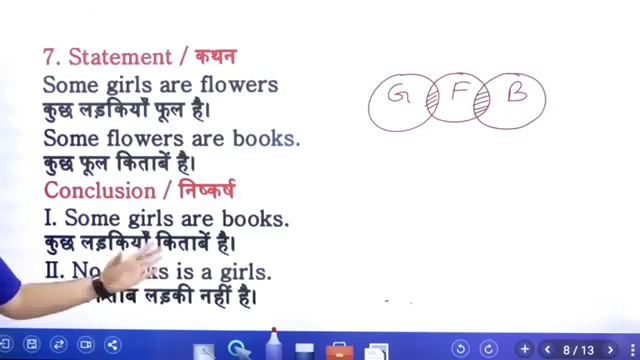 7. Statement / कथन
Some girls are flowers
कुछ लड़कियाँ फूल है।
Some flowers are books.
कुछ फूल किताबें है।
Conclusion / निष्कर्ष
I. Some girls are books.
कुछ लड़कियाँ किताबें है।
II. No is a girls.
लड़की नहीं है।
G F B
8 / 13